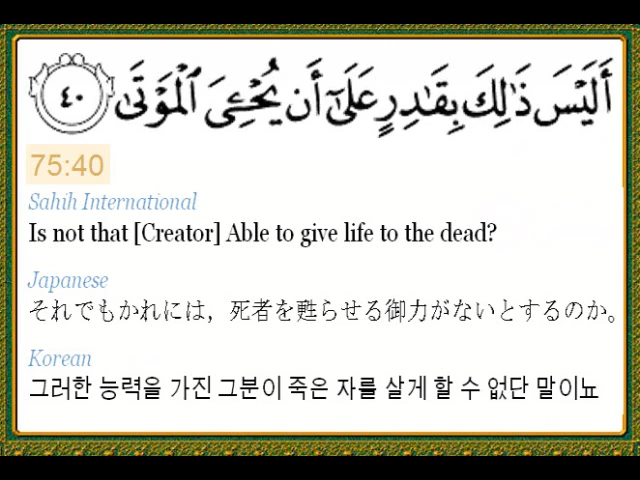 أَلَيْسَ ذَٰلِكَ بِقَـٰدِرٍ عَلَىٰٓ أَن يُحْـِۧىَ ٱلْمَوْتَىٰ ٤٠
75:40
Sahih International
Is not that [Creator] Able to give life to the dead?
Japanese
それでもかれには，死者を甦らせる御力がないとするのか。
Korean
그러한 능력을 가진 그분이 죽은 자를 살게 할 수 없단 말이뇨